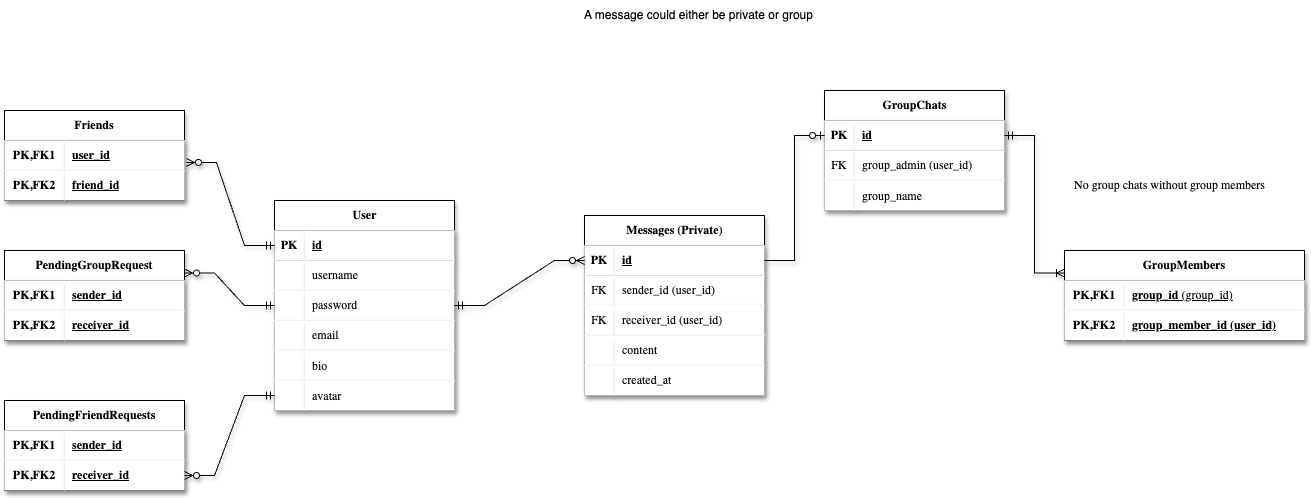 A message could either be private or group
GroupChats
PK id
FK group_admin (user_id)
group_name
Friends
PK,FK1 user_id
PK,FK2 friend_id
No group chats without group members
User
PK id
username
password
email
bio
avatar
Messages (Private)
PK id
FK sender_id (user_id)
FK receiver_id (user_id)
content
created_at
PendingGroupRequest
PK,FK1 sender_id
PK,FK2 receiver_id
GroupMembers
PK,FK1 group_id (group_id)
PK,FK2 group_member_id (user_id)
PendingFriendRequests
PK,FK1 sender_id
PK,FK2 receiver_id